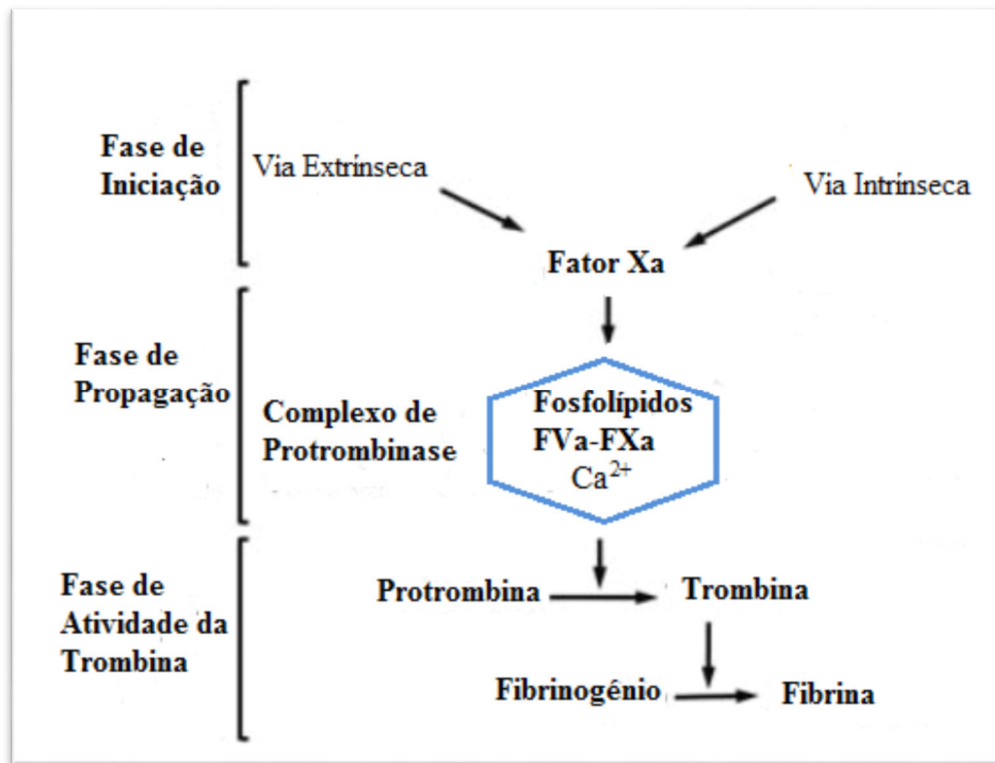 Fase de
Iniciação
Via Extrínseca
Via Intrínseca
Fator Xa
Fase de
Propagação
Complexo de
Protrombinase
Fosfolípidos
FVa-FXa
Ca²⁺
Fase de
Atividade da
Trombina
Protrombina
Trombina
Fibrinogénio
Fibrina